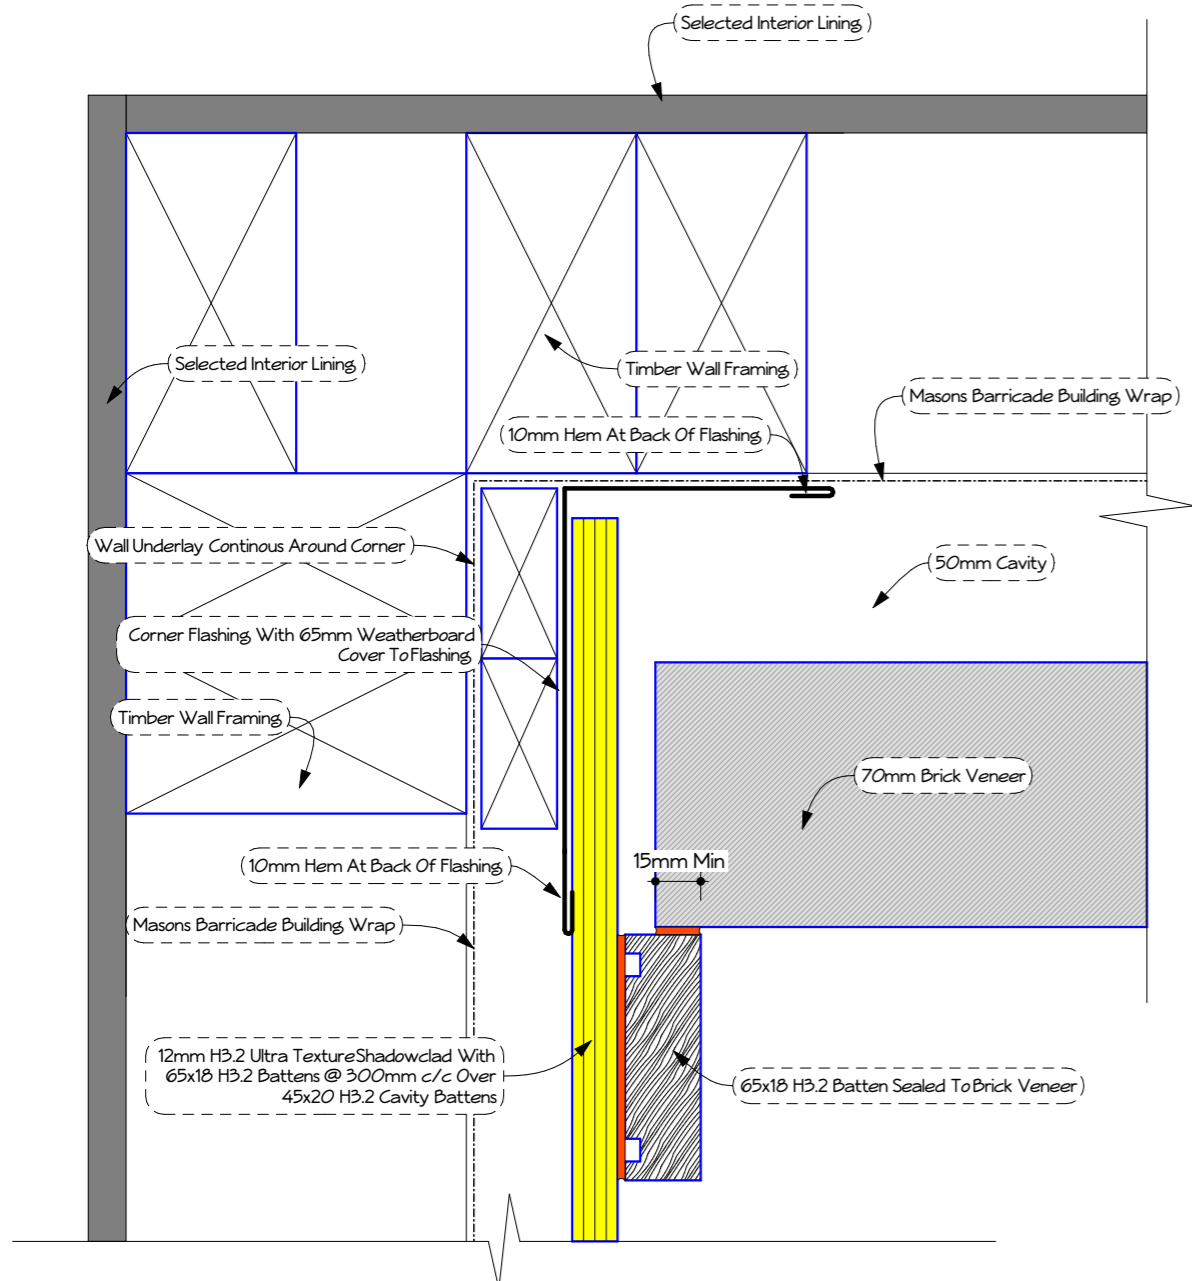 Selected Interior Lining
Selected Interior Lining
Timber Wall Framing
Masons Barricade Building Wrap
10mm Hem At Back Of Flashing
Wall Underlay Continous Around Corner
50mm Cavity
Corner Flashing With 65mm Weatherboard
Cover To Flashing
Timber Wall Framing
70mm Brick Veneer
15mm Min
10mm Hem At Back Of Flashing
Masons Barricade Building Wrap
12mm H3.2 Ultra Texture Shadowclad With
65x18 H3.2 Battens @ 300mm c/c Over
45x20 H3.2 Cavity Battens
65x18 H3.2 Batten Sealed To Brick Veneer